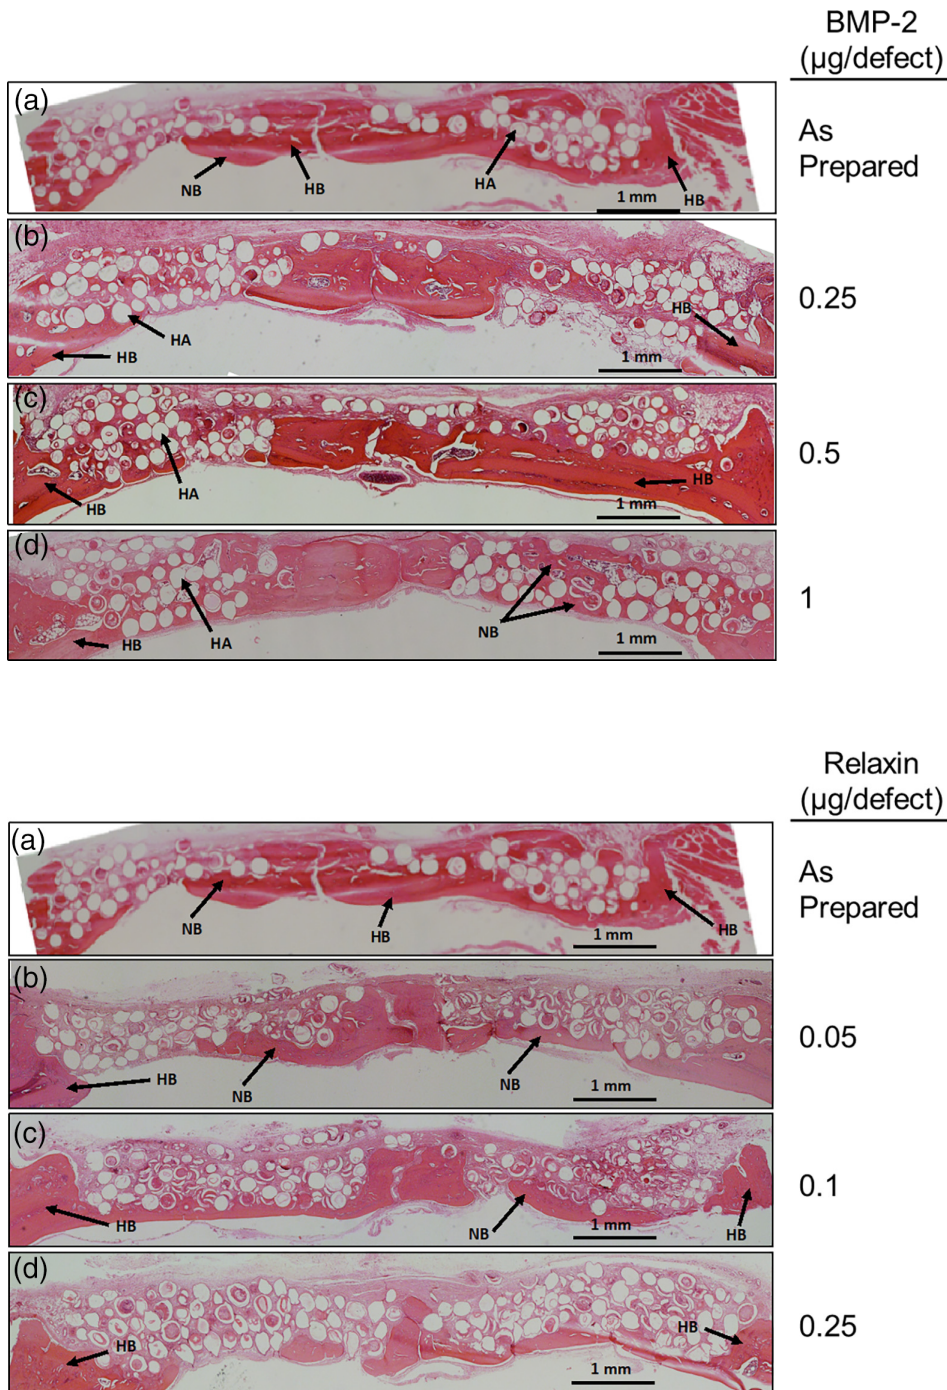 BMP-2
(µg/defect)
(a)
As
Prepared
NB
HB
HA
HB
1 mm
(b)
0.25
HB
HA
HB
1 mm
(c)
0.5
HA
HB
HB
1 mm
(d)
1
HB
HA
NB
1 mm
Relaxin
(µg/defect)
(a)
As
Prepared
NB
HB
HB
1 mm
(b)
0.05
HB
NB
NB
1 mm
(c)
0.1
HB
NB
HB
1 mm
(d)
0.25
HB
HB
1 mm